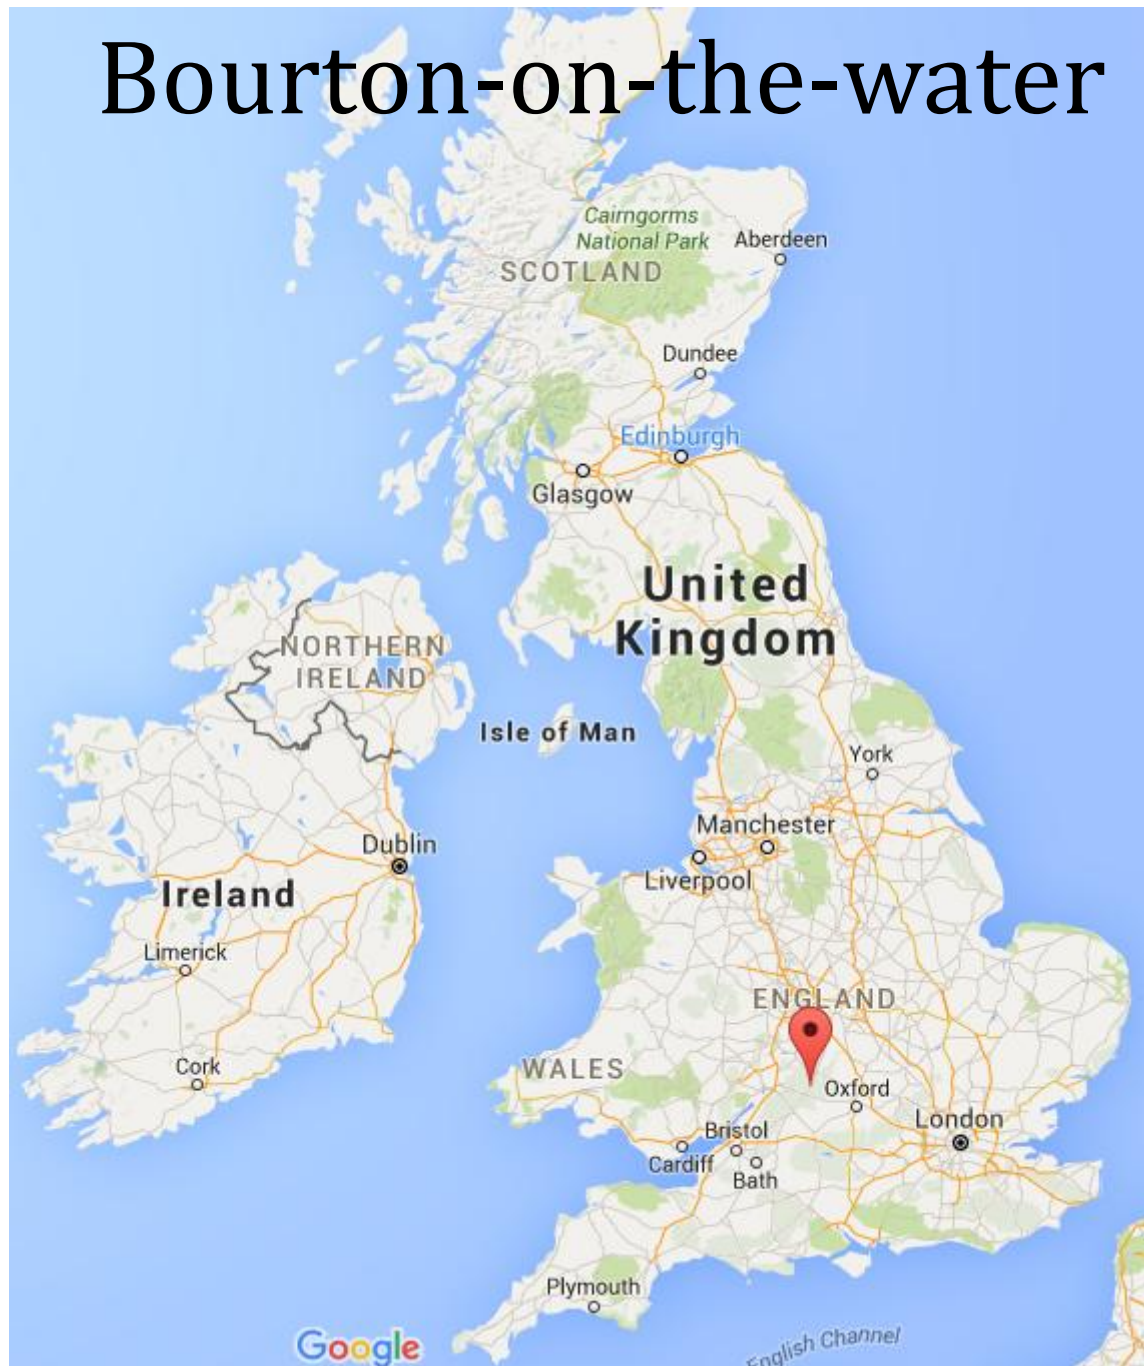 Bourton-on-the-water
Cairngorms
National Park
Aberdeen
SCOTLAND
Dundee
Edinburgh
Glasgow
United
Kingdom
NORTHERN
IRELAND
Isle of Man
York
Manchester
Dublin
Liverpool
Ireland
Limerick
ENGLAND
Cork
WALES
Oxford
London
Bristol
Cardiff
Bath
Plymouth
Google
English Channel